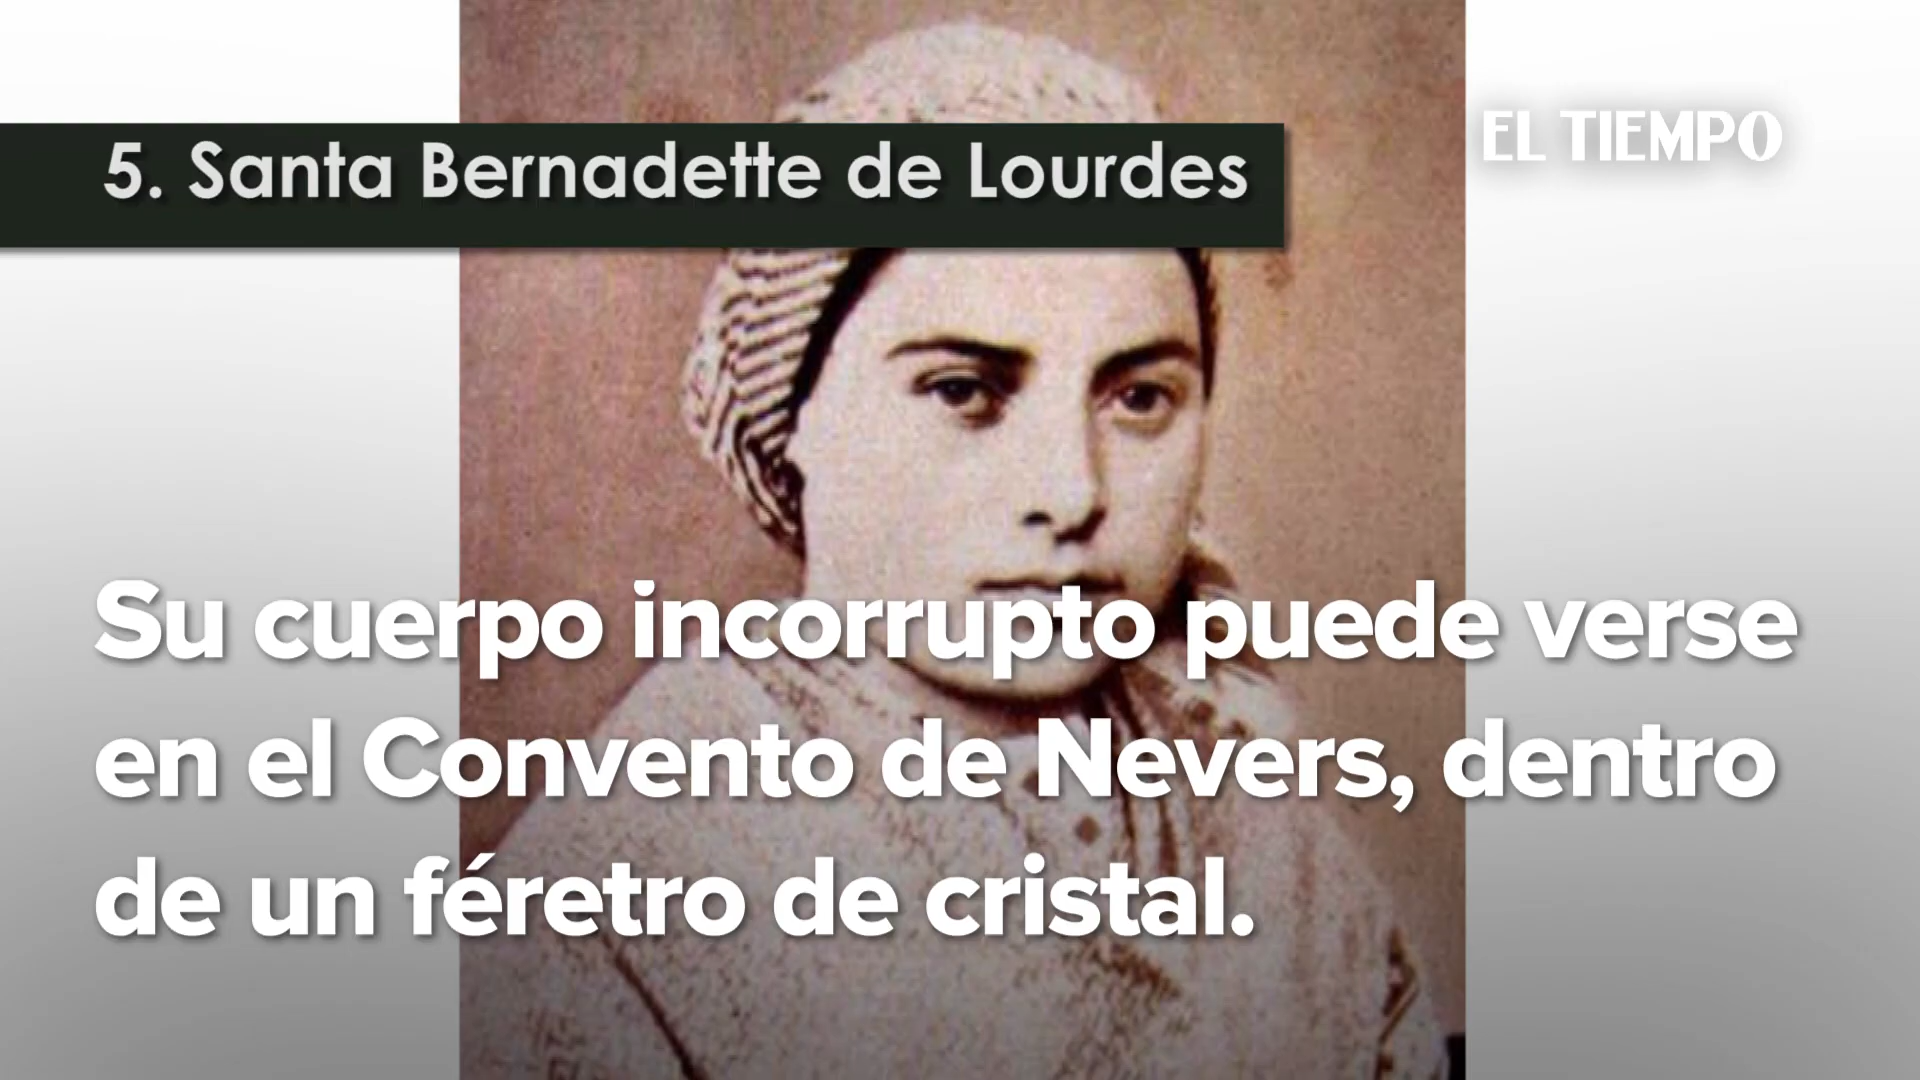 5. Santa Bernadette de Lourdes
EL TIEMPO
Su cuerpo incorrupto puede verse
en el Convento de Nevers, dentro
de un féretro de cristal.